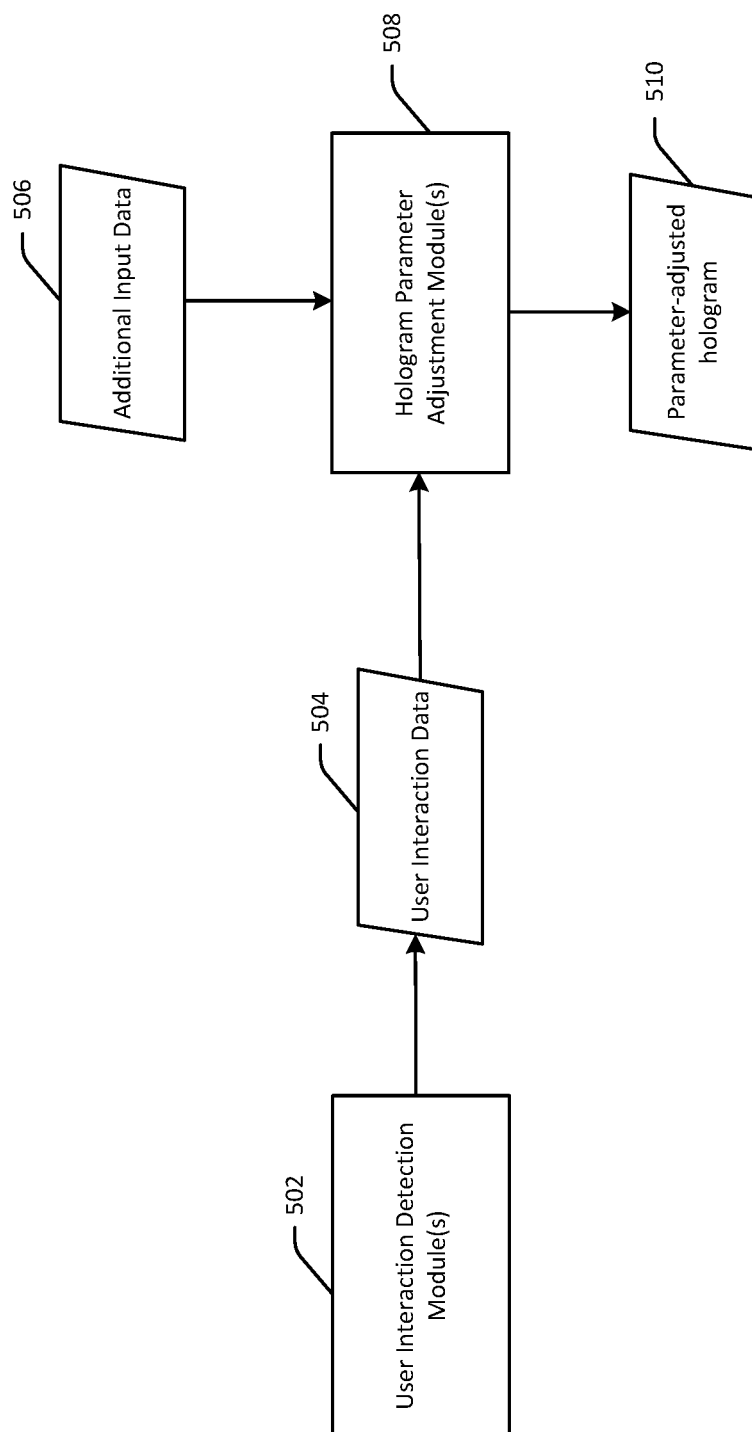 502
User Interaction Detection
Module(s)
504
User Interaction Data
506
Additional Input Data
508
Hologram Parameter
Adjustment Module(s)
510
Parameter-adjusted
hologram